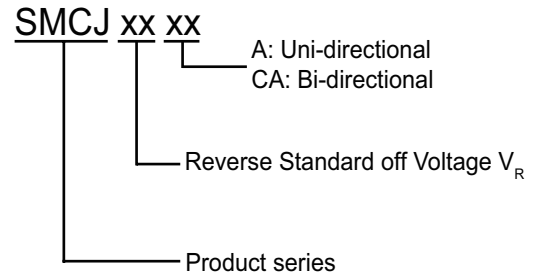 SMCJ xx xx
A: Uni-directional
CA: Bi-directional
Reverse Standard off Voltage VR
Product series